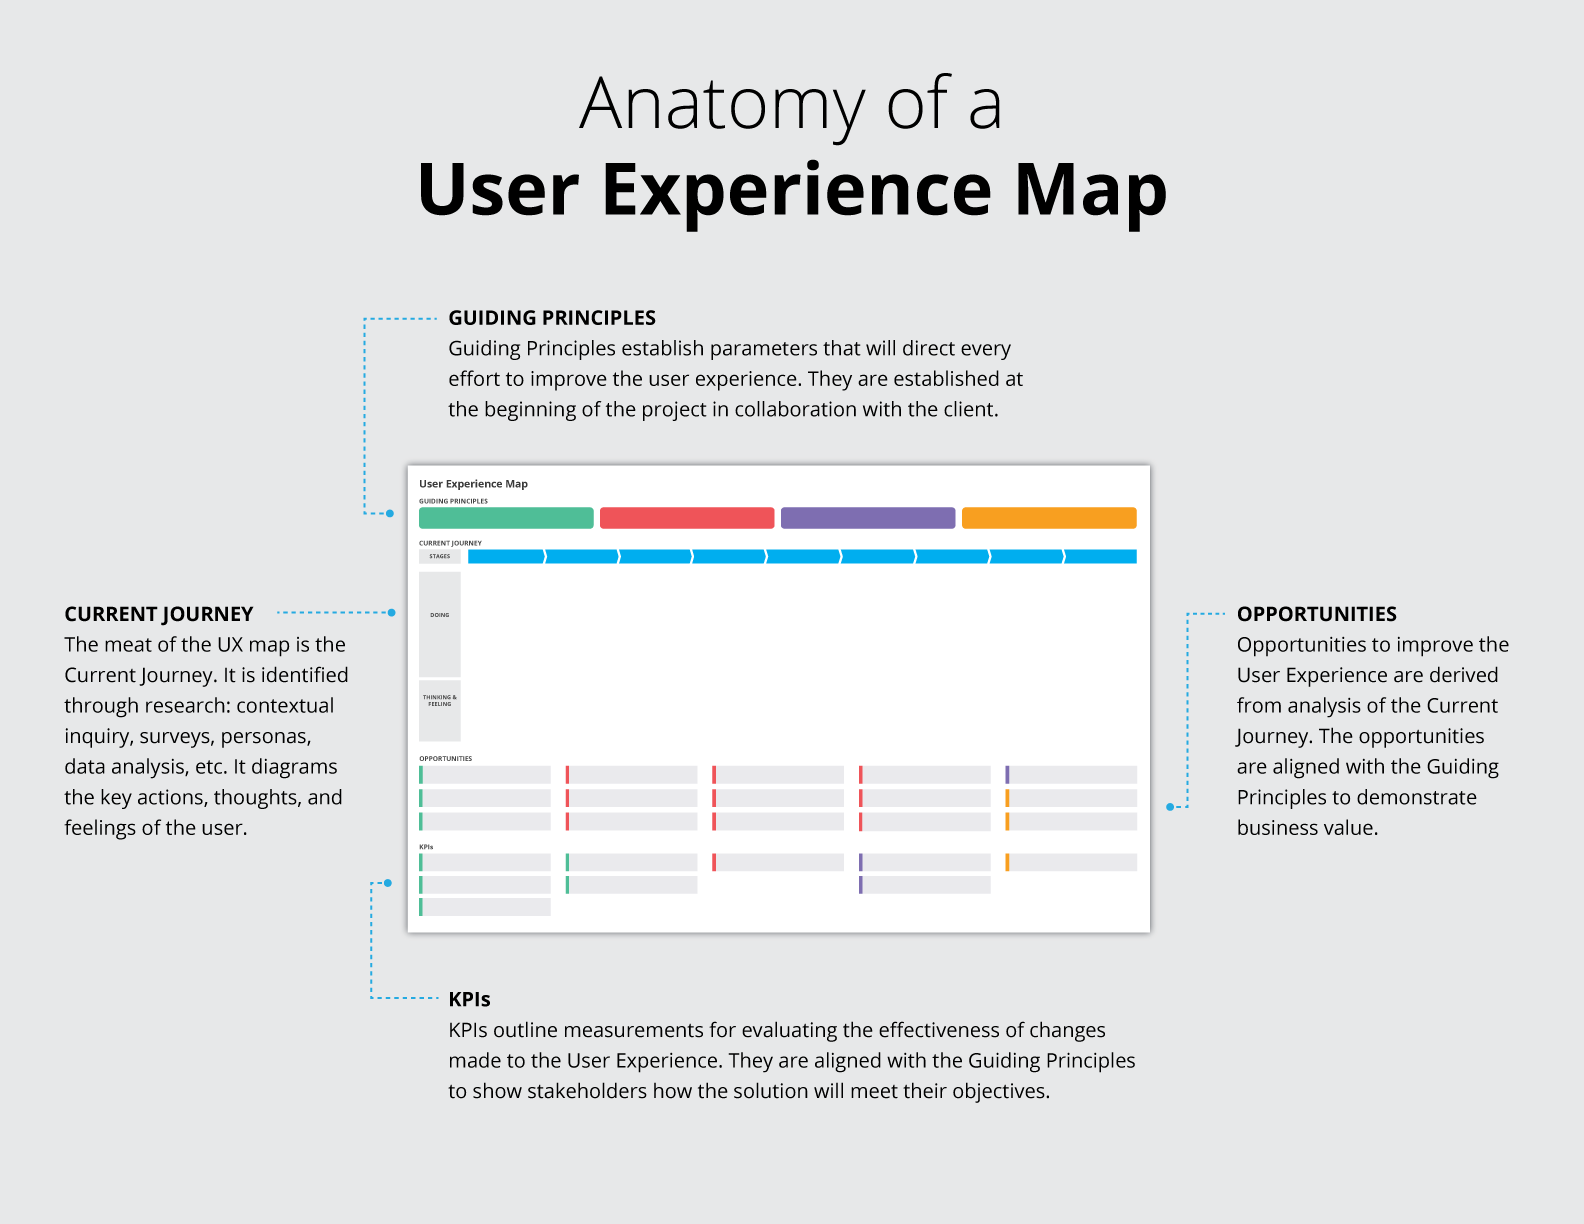 Anatomy of a
User Experience Map
GUIDING PRINCIPLES
Guiding Principles establish parameters that will direct every
effort to improve the user experience. They are established at
the beginning of the project in collaboration with the client.
User Experience Map
GUIDING PRINCIPLES
CURRENT JOURNEY
STAGES
DOING
THINKING &
FEELING
OPPORTUNITIES
KPIs
CURRENT JOURNEY
The meat of the UX map is the
Current Journey. It is identified
through research: contextual
inquiry, surveys, personas,
data analysis, etc. It diagrams
the key actions, thoughts, and
feelings of the user.
OPPORTUNITIES
Opportunities to improve the
User Experience are derived
from analysis of the Current
Journey. The opportunities
are aligned with the Guiding
Principles to demonstrate
business value.
KPIs
KPIs outline measurements for evaluating the effectiveness of changes
made to the User Experience. They are aligned with the Guiding Principles
to show stakeholders how the solution will meet their objectives.